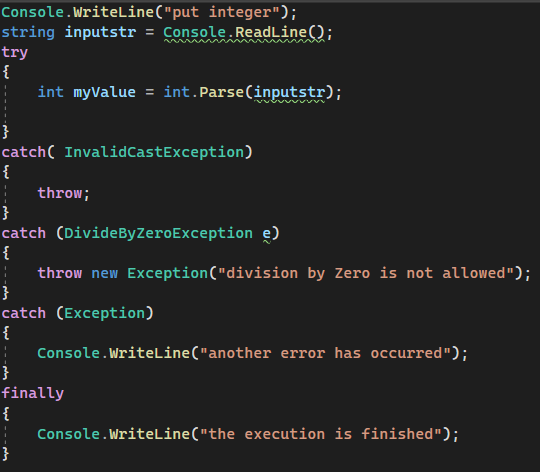 Console.WriteLine("put integer");
string inputstr = Console.ReadLine();
try
{
int myValue = int.Parse(inputstr);
}
catch( InvalidCastException)
{
throw;
}
catch (DivideByZeroException e)
{
throw new Exception("division by Zero is not allowed");
}
catch (Exception)
{
Console.WriteLine("another error has occurred");
}
finally
{
Console.WriteLine("the execution is finished");
}